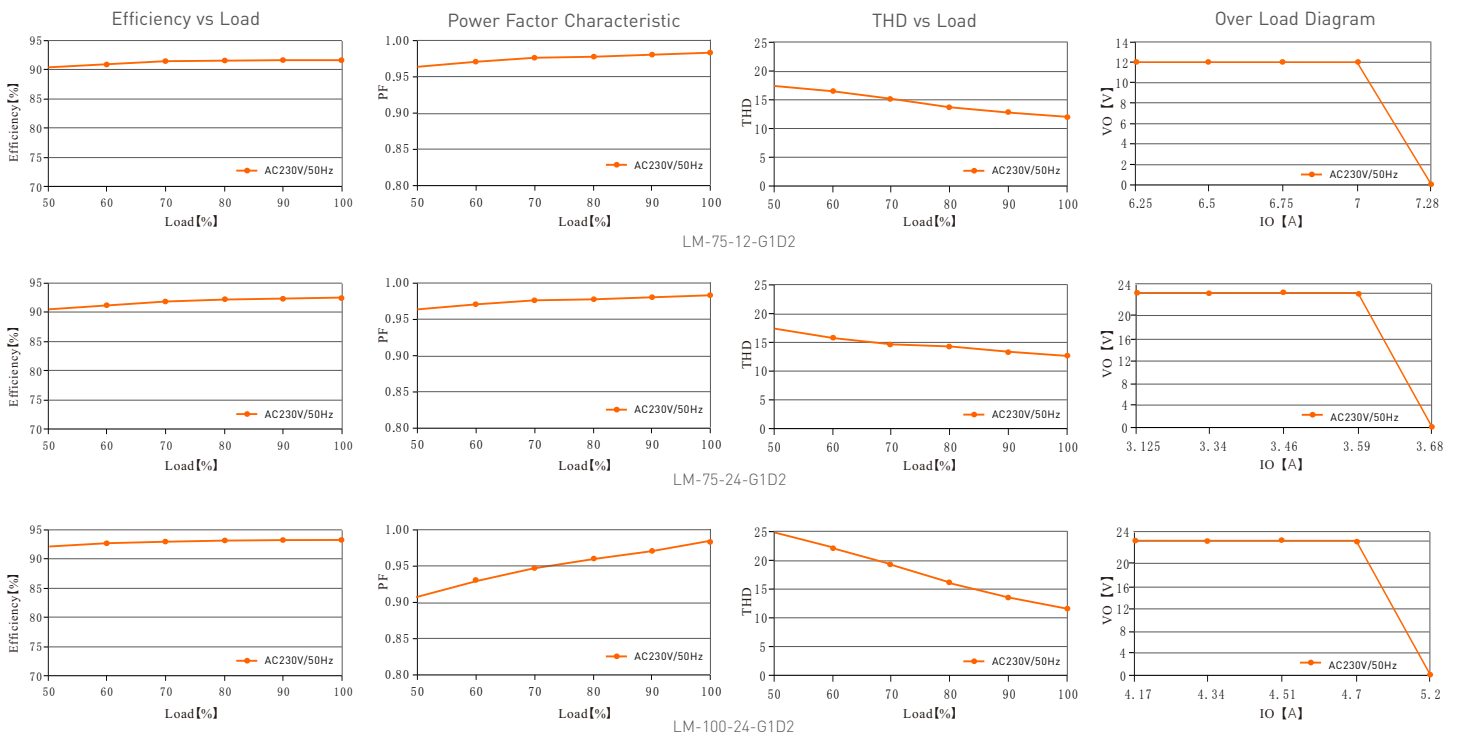 Efficiency vs Load
Power Factor Characteristic
THD vs Load
Over Load Diagram
Efficiency【%】
95
90
85
80
75
70
50 60 70 80 90 100
Load【%】
AC230V/50Hz
PF
1.00
0.95
0.90
0.85
0.80
50 60 70 80 90 100
Load【%】
AC230V/50Hz
THD
25
20
15
10
5
0
50 60 70 80 90 100
Load【%】
AC230V/50Hz
VO【V】
14
12
10
8
6
4
2
0
6.25 6.5 6.75 7 7.28
IO【A】
AC230V/50Hz
LM-75-12-G1D2
Efficiency【%】
95
90
85
80
75
70
50 60 70 80 90 100
Load【%】
AC230V/50Hz
PF
1.00
0.95
0.90
0.85
0.80
50 60 70 80 90 100
Load【%】
AC230V/50Hz
THD
25
20
15
10
5
0
50 60 70 80 90 100
Load【%】
AC230V/50Hz
VO【V】
24
20
16
12
8
4
0
3.125 3.34 3.46 3.59 3.68
IO【A】
AC230V/50Hz
LM-75-24-G1D2
Efficiency【%】
95
90
85
80
75
70
50 60 70 80 90 100
Load【%】
AC230V/50Hz
PF
1.00
0.95
0.90
0.85
0.80
50 60 70 80 90 100
Load【%】
AC230V/50Hz
THD
25
20
15
10
5
0
50 60 70 80 90 100
Load【%】
AC230V/50Hz
VO【V】
24
20
16
12
8
4
0
4.17 4.34 4.51 4.7 5.2
IO【A】
AC230V/50Hz
LM-100-24-G1D2